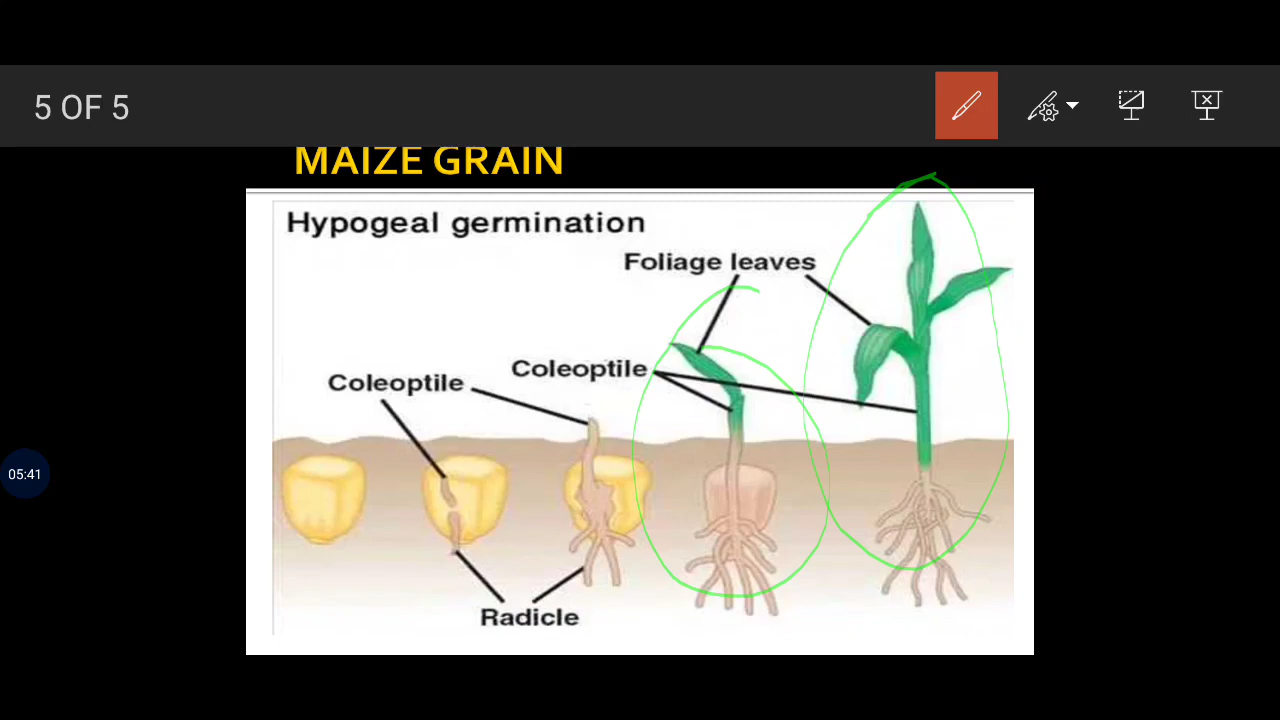 5 OF 5
MAIZE GRAIN
Hypogeal germination
Foliage leaves
Coleoptile
Coleoptile
05:41
Radicle